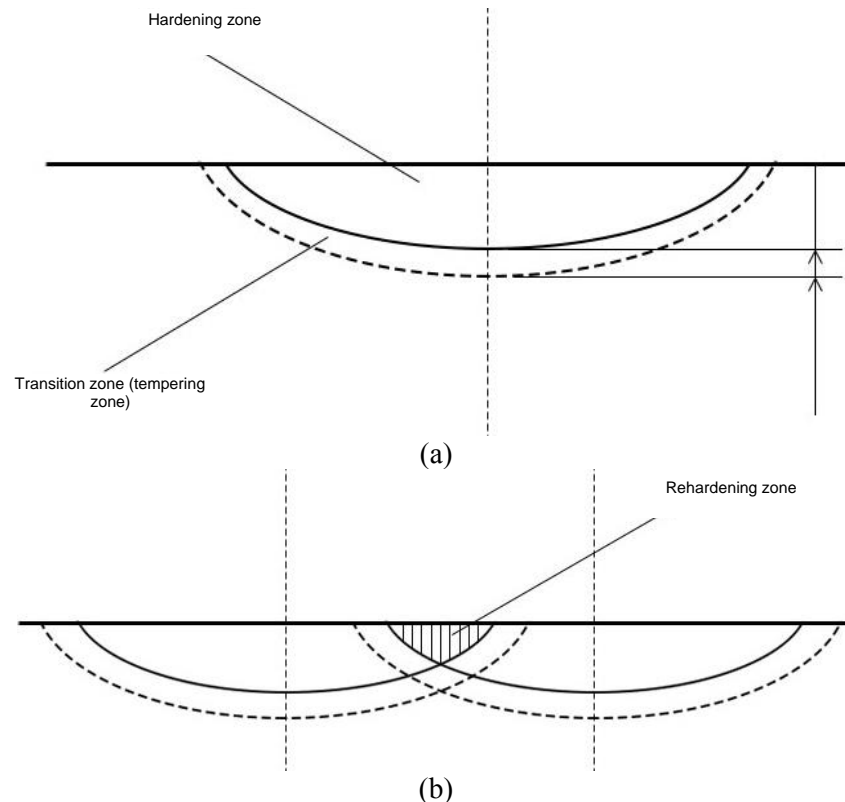 Hardening zone
Transition zone (tempering
zone)
(a)
Rehardening zone
(b)